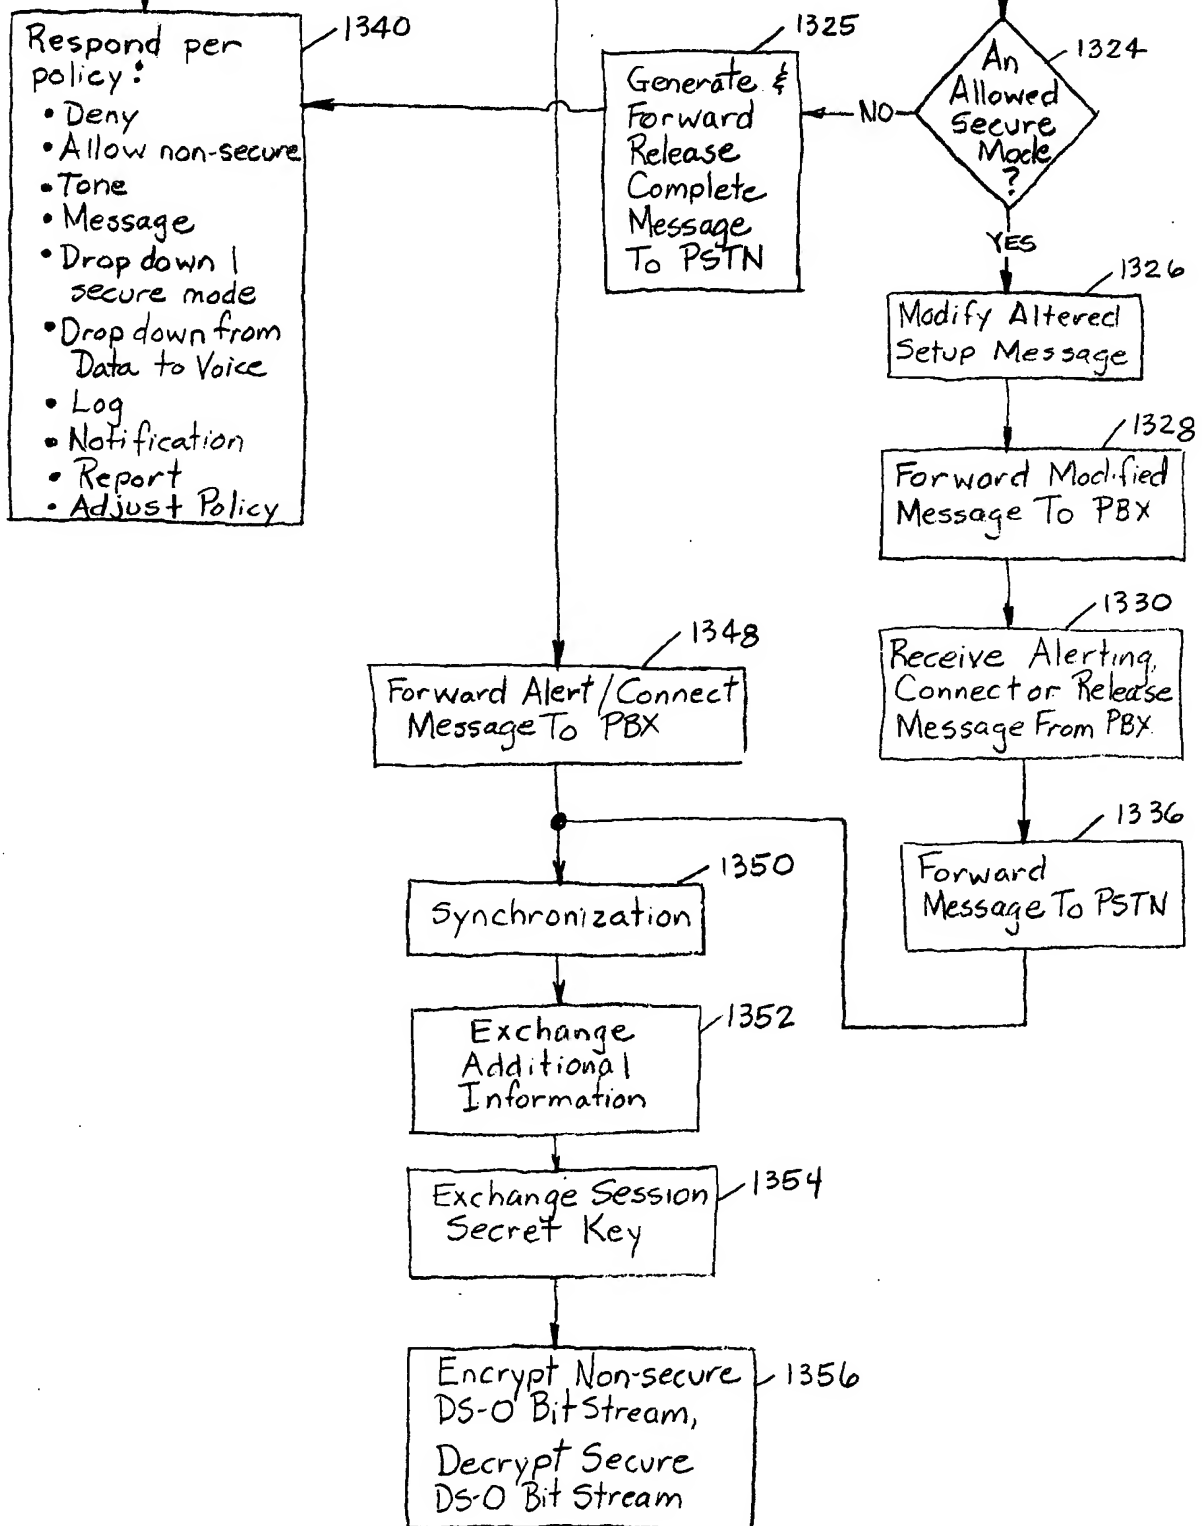 1340
Respond per
policy:
• Deny
• Allow non-secure
• Tone
• Message
• Drop down 1
secure mode
• Drop down from
Data to Voice
• Log
• Notification
• Report
• Adjust Policy
1325
Generate &
Forward
Release
Complete
Message
To PSTN
NO
1324
An
Allowed
Secure
Mode
?
YES
1326
Modify Altered
Setup Message
1328
Forward Modified
Message To PBX
1330
Receive Alerting,
Connect or Release
Message From PBX.
1336
Forward
Message To PSTN
1348
Forward Alert/Connect
Message To PBX
1350
Synchronization
1352
Exchange
Additional
Information
1354
Exchange Session
Secret Key
1356
Encrypt Non-secure
DS-0 Bit Stream,
Decrypt Secure
DS-0 Bit Stream